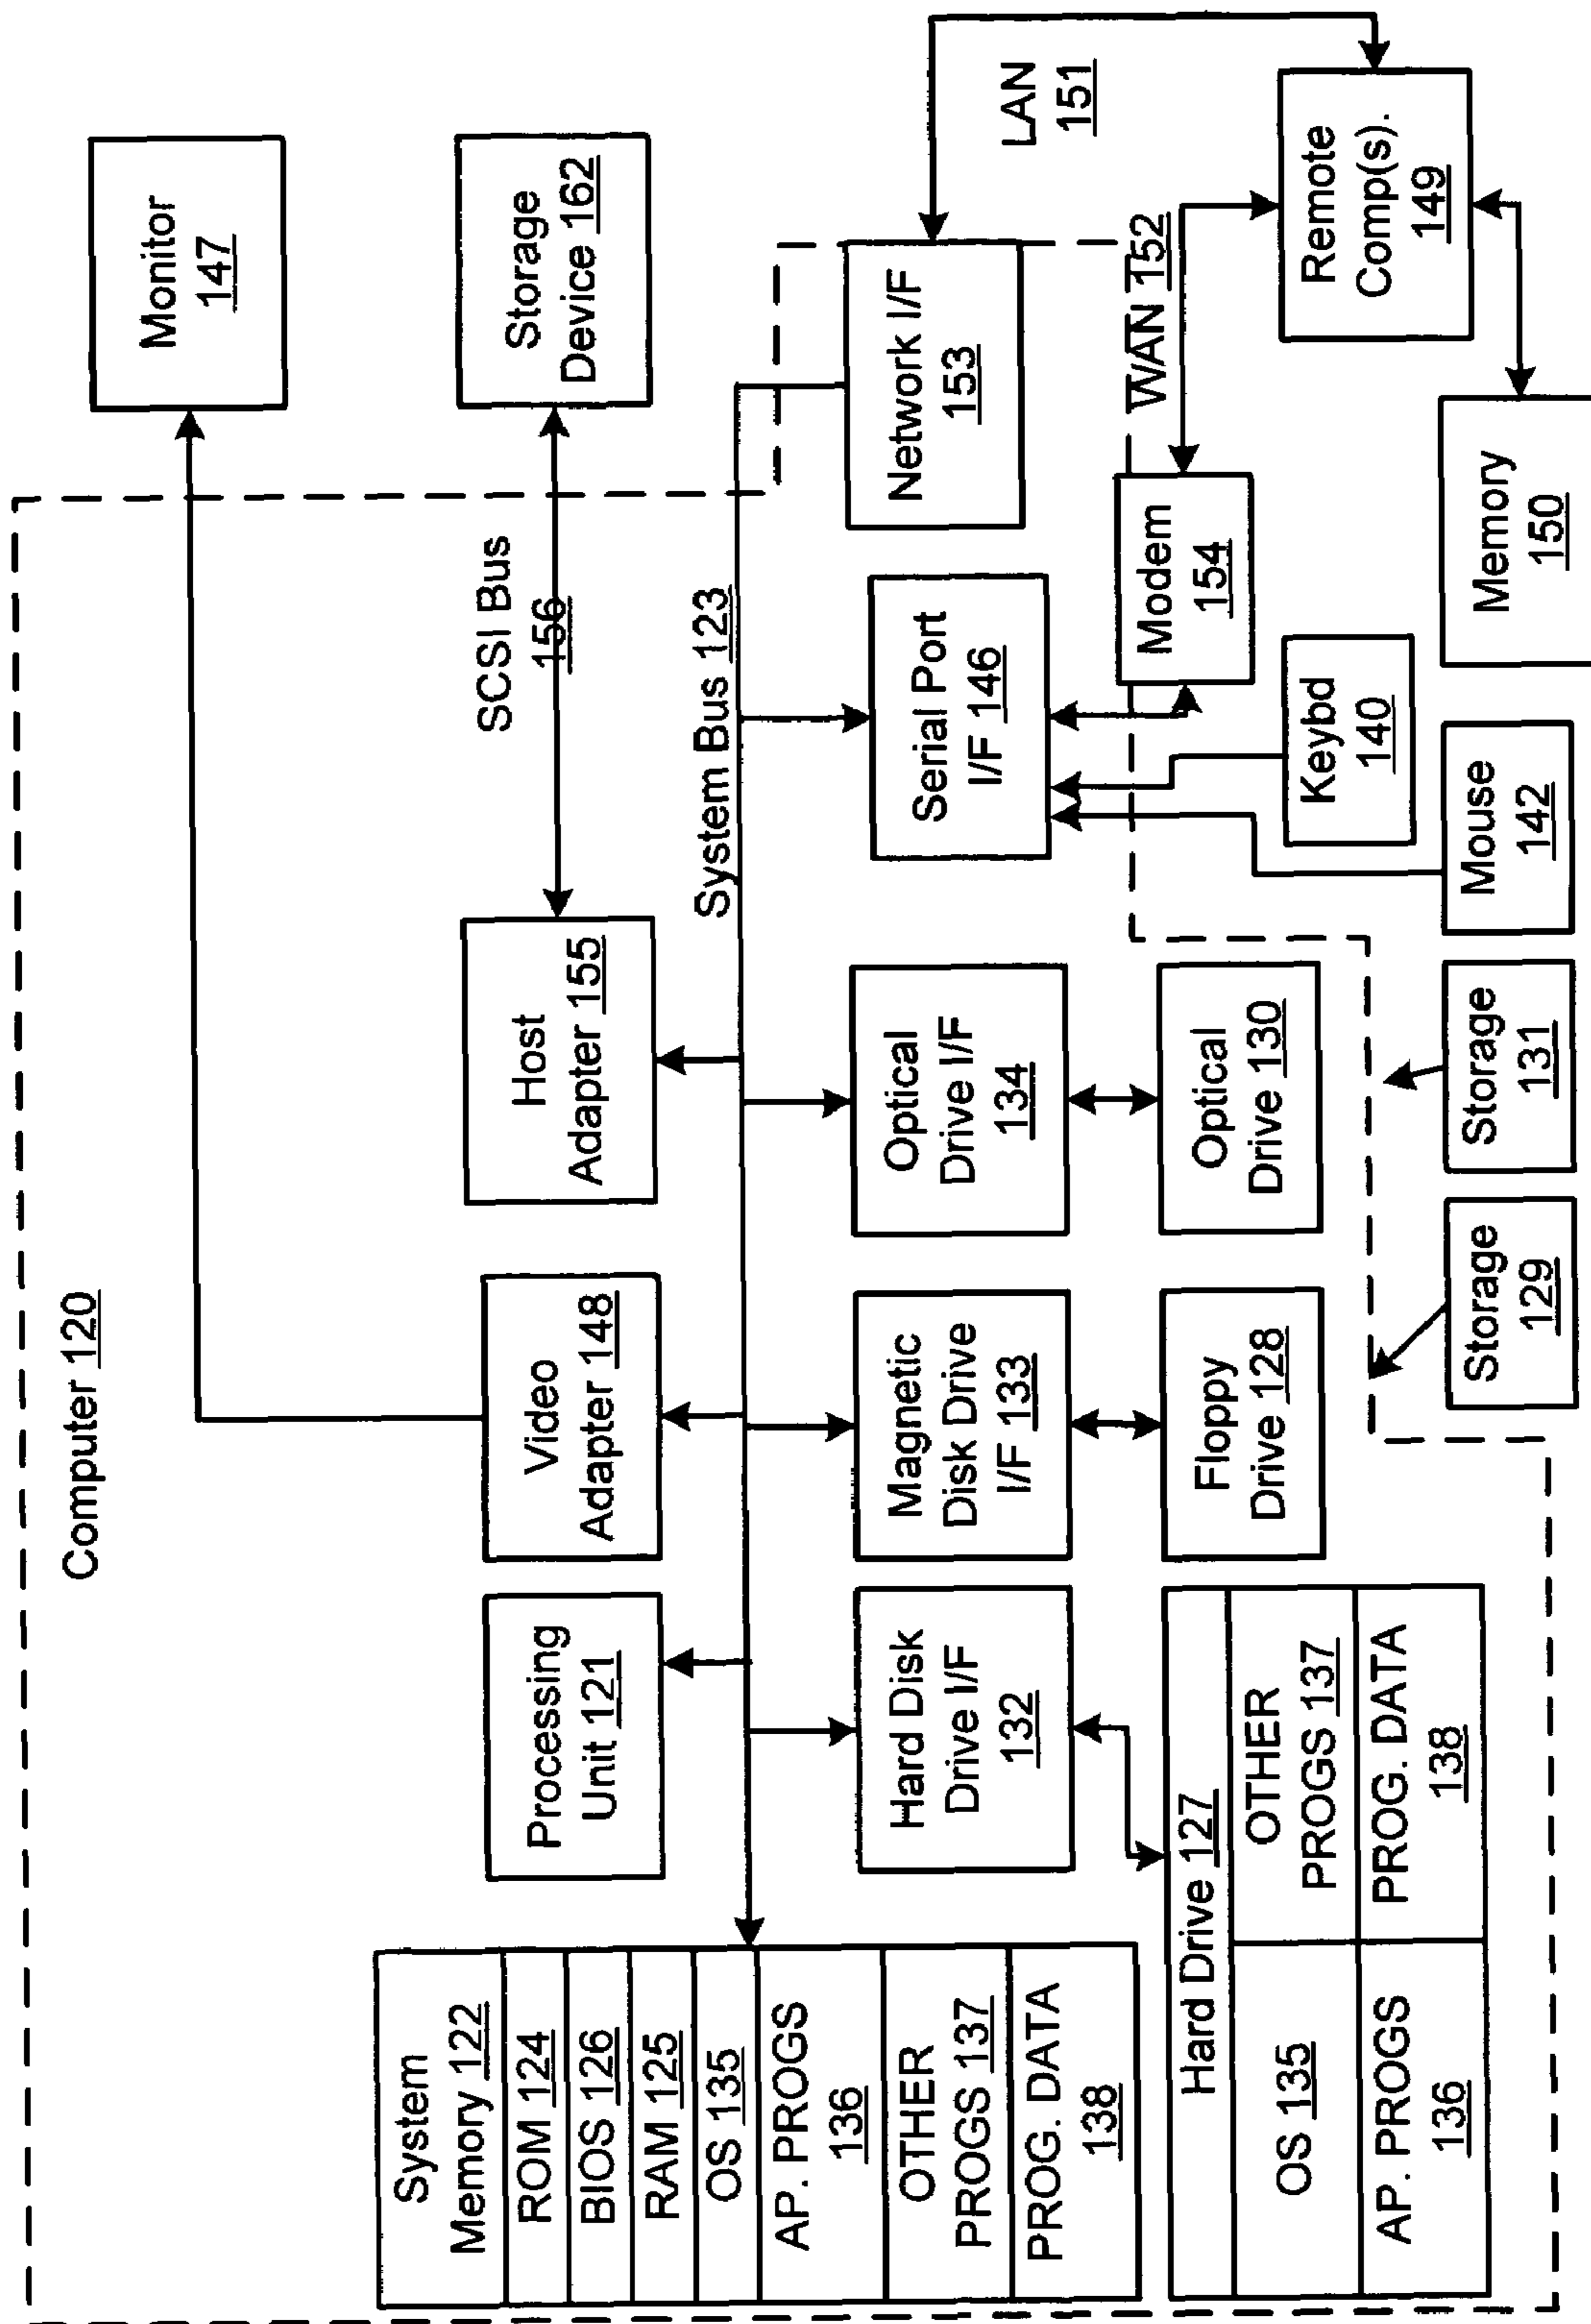 Computer 120
Monitor
147
System
Memory 122
ROM 124
BIOS 126
RAM 125
OS 135
AP. PROGS
136
OTHER
PROGS 137
PROG. DATA
138
Processing
Unit 121
Video
Adapter 148
Host
Adapter 155
SCSI Bus
156
Storage
Device 162
System Bus 123
Hard Disk
Drive I/F
132
Magnetic
Disk Drive
I/F 133
Optical
Drive I/F
134
Serial Port
I/F 146
Network I/F
153
LAN
151
Hard Drive 127
OS 135
OTHER
PROGS 137
AP. PROGS
136
PROG. DATA
138
Floppy
Drive 128
Optical
Drive 130
Modem
154
WAN 152
Remote
Comp(s).
149
Storage
129
Storage
131
Mouse
142
Keybd
140
Memory
150